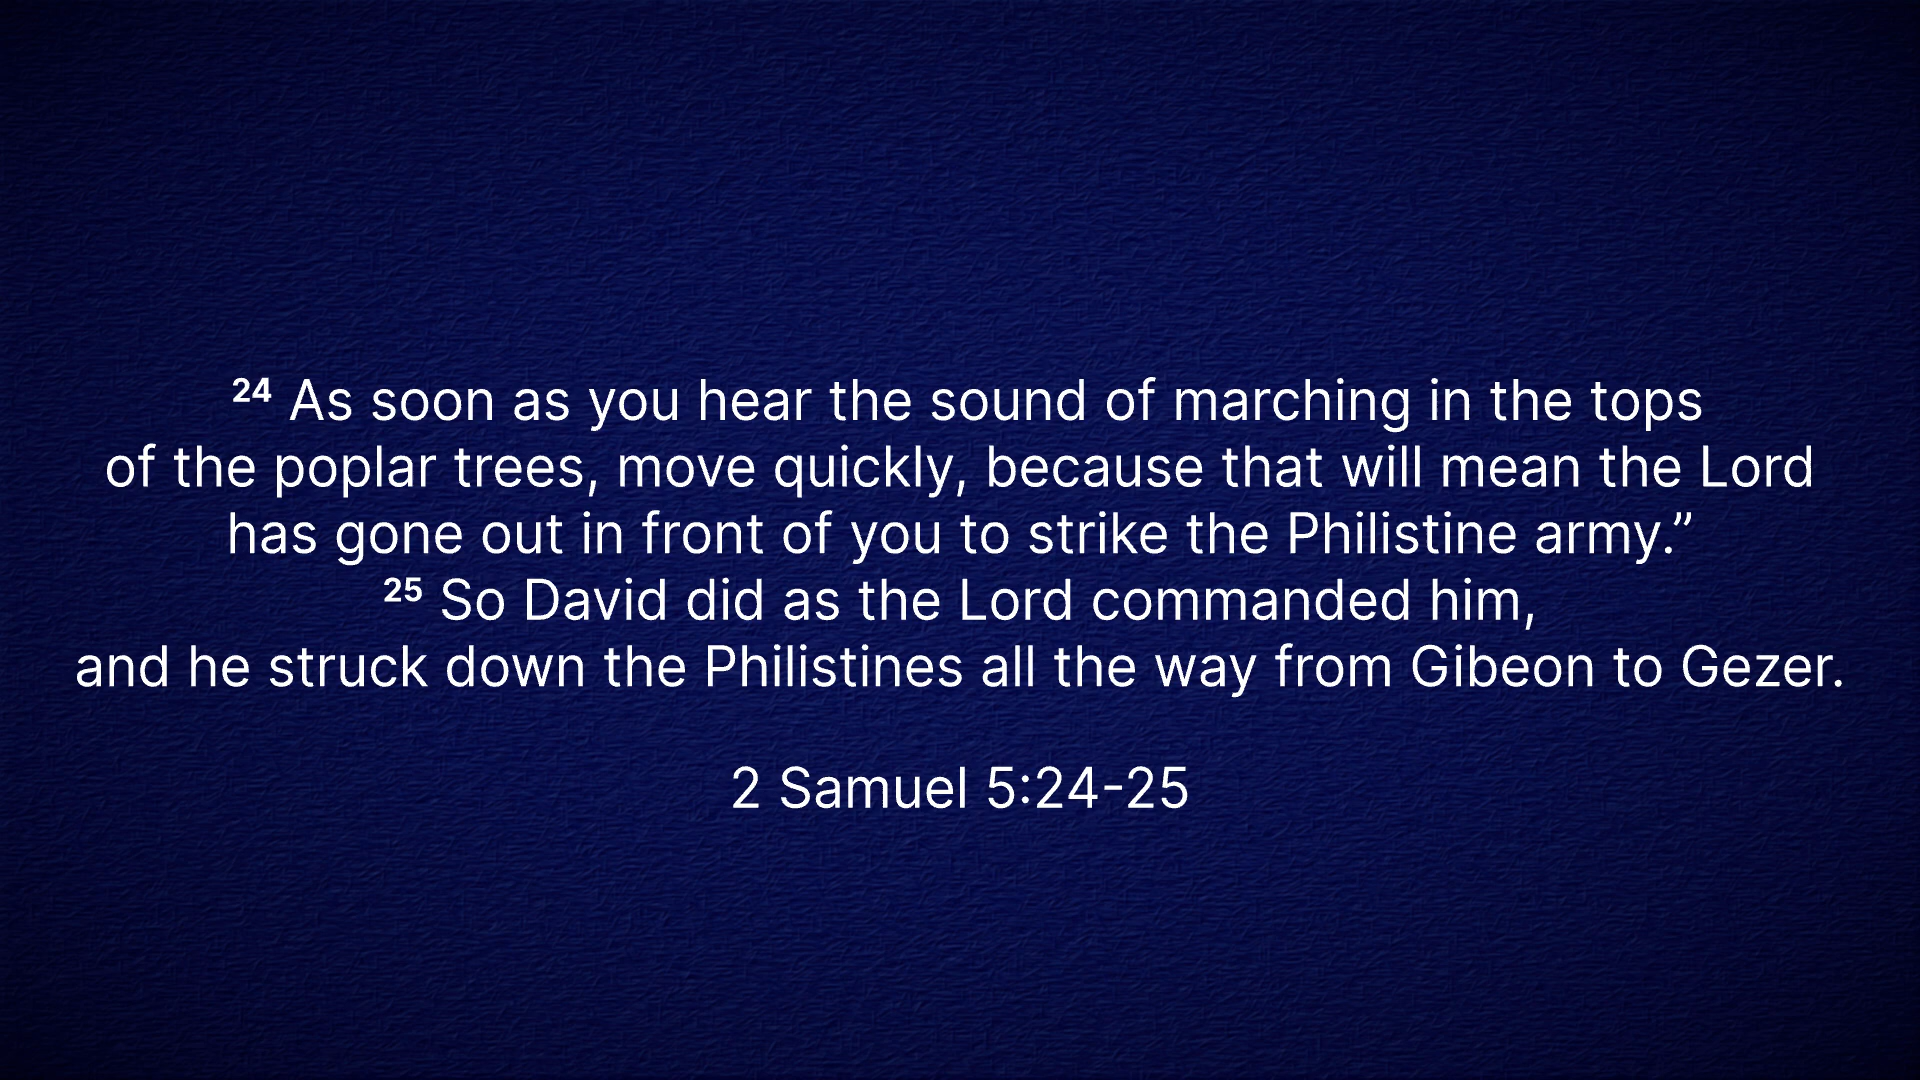 ²⁴ As soon as you hear the sound of marching in the tops
of the poplar trees, move quickly, because that will mean the Lord
has gone out in front of you to strike the Philistine army.”
²⁵ So David did as the Lord commanded him,
and he struck down the Philistines all the way from Gibeon to Gezer.
2 Samuel 5:24-25